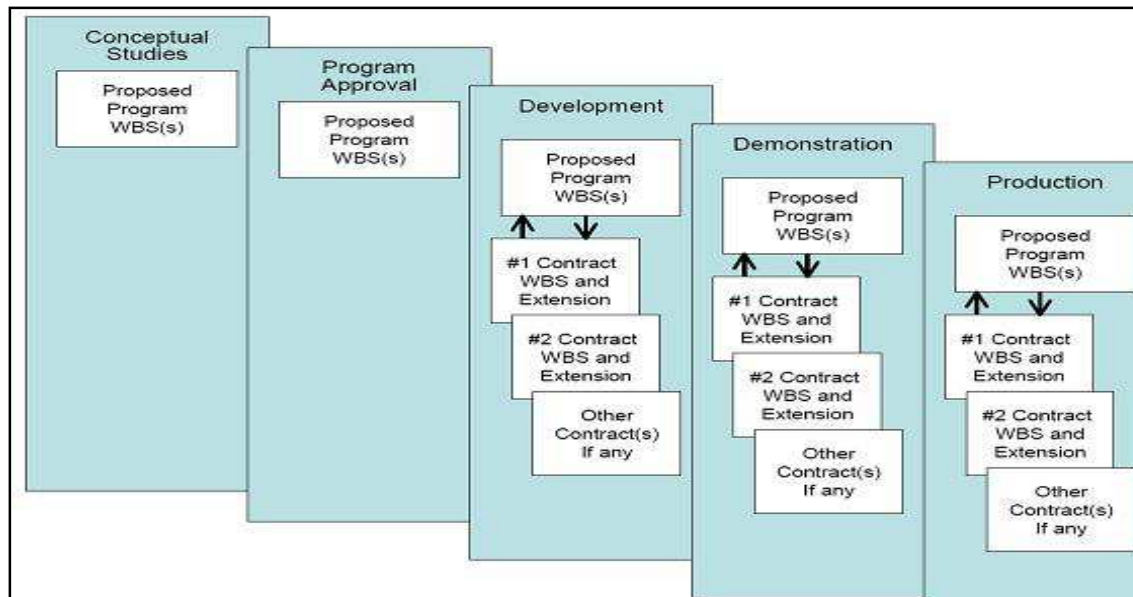 Conceptual
Studies
Proposed
Program
WBS(s)
Program
Approval
Proposed
Program
WBS(s)
Development
Proposed
Program
WBS(s)
#1 Contract
WBS and
Extension
#2 Contract
WBS and
Extension
Other
Contract(s)
If any
Demonstration
Proposed
Program
WBS(s)
#1 Contract
WBS and
Extension
#2 Contract
WBS and
Extension
Other
Contract(s)
If any
Production
Proposed
Program
WBS(s)
#1 Contract
WBS and
Extension
#2 Contract
WBS and
Extension
Other
Contract(s)
If any